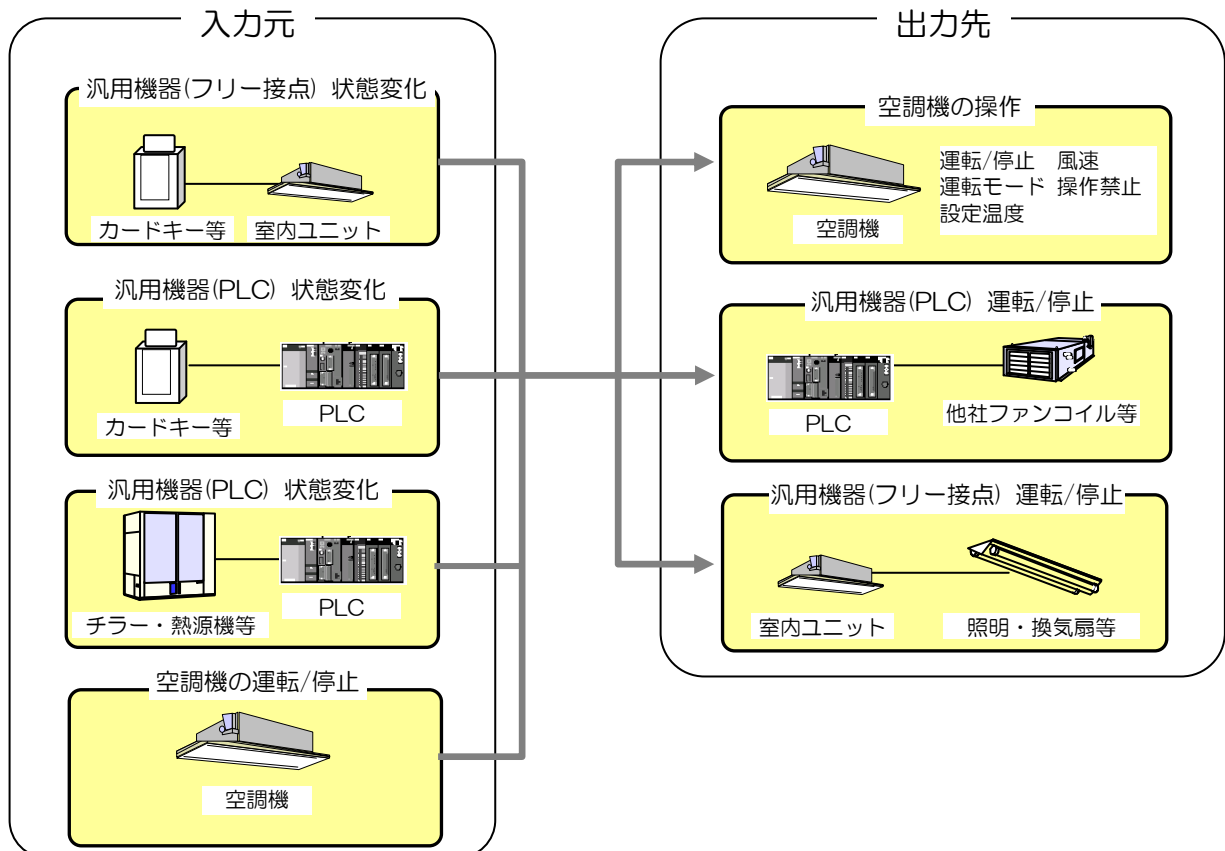 入力元
汎用機器(フリー接点) 状態変化
カードキー等
室内ユニット
汎用機器(PLC) 状態変化
カードキー等
PLC
汎用機器(PLC) 状態変化
チラー・熱源機等
PLC
空調機の運転/停止
空調機
出力先
空調機の操作
運転/停止 風速
運転モード 操作禁止
設定温度
空調機
汎用機器(PLC) 運転/停止
PLC
他社ファンコイル等
汎用機器(フリー接点) 運転/停止
室内ユニット
照明・換気扇等